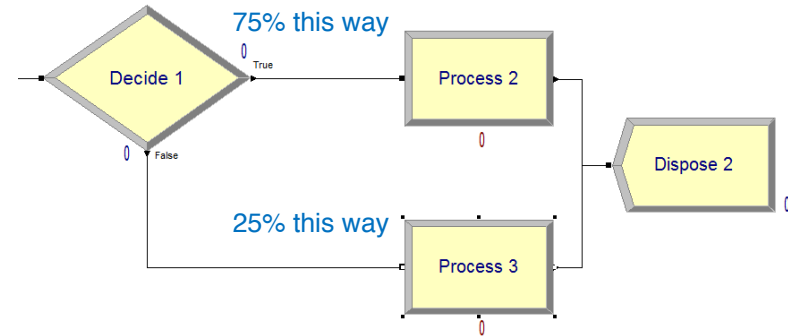 75% this way
0
True
Decide 1
Process 2
0
False
0
Dispose 2
0
25% this way
Process 3
0